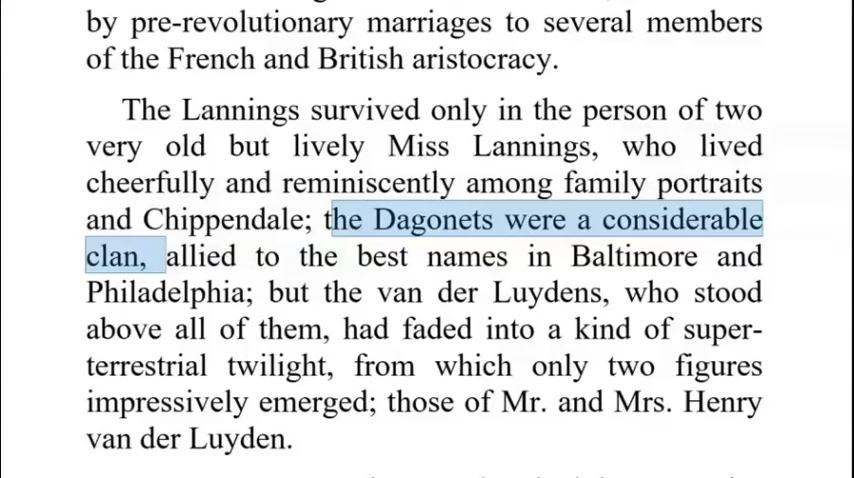 by pre-revolutionary marriages to several members
of the French and British aristocracy.
The Lannings survived only in the person of two
very old but lively Miss Lannings, who lived
cheerfully and reminiscently among family portraits
and Chippendale; the Dagonets were a considerable
clan, allied to the best names in Baltimore and
Philadelphia; but the van der Luydens, who stood
above all of them, had faded into a kind of super-
terrestrial twilight, from which only two figures
impressively emerged; those of Mr. and Mrs. Henry
van der Luyden.